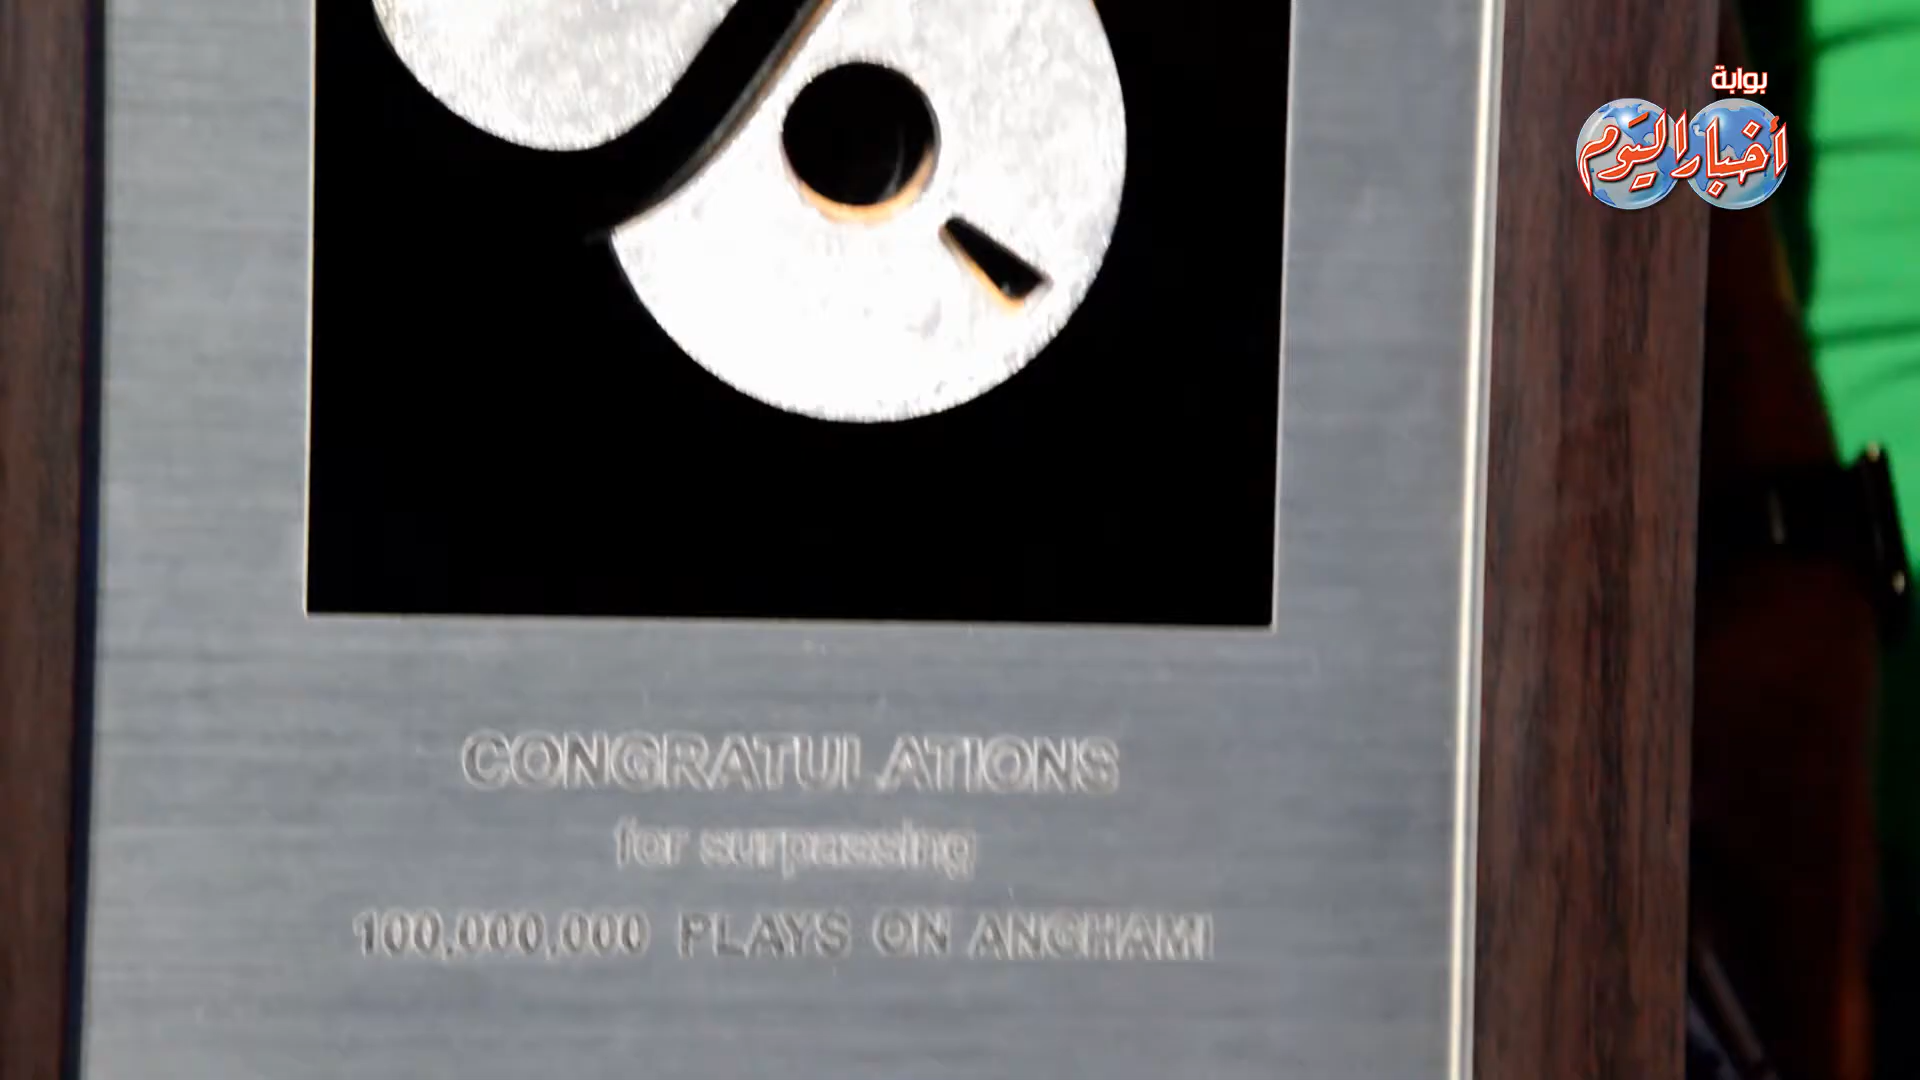 بوابة
أخبار اليوم
CONGRATULATIONS
for surpassing
100,000,000 PLAYS ON ANGHAMI